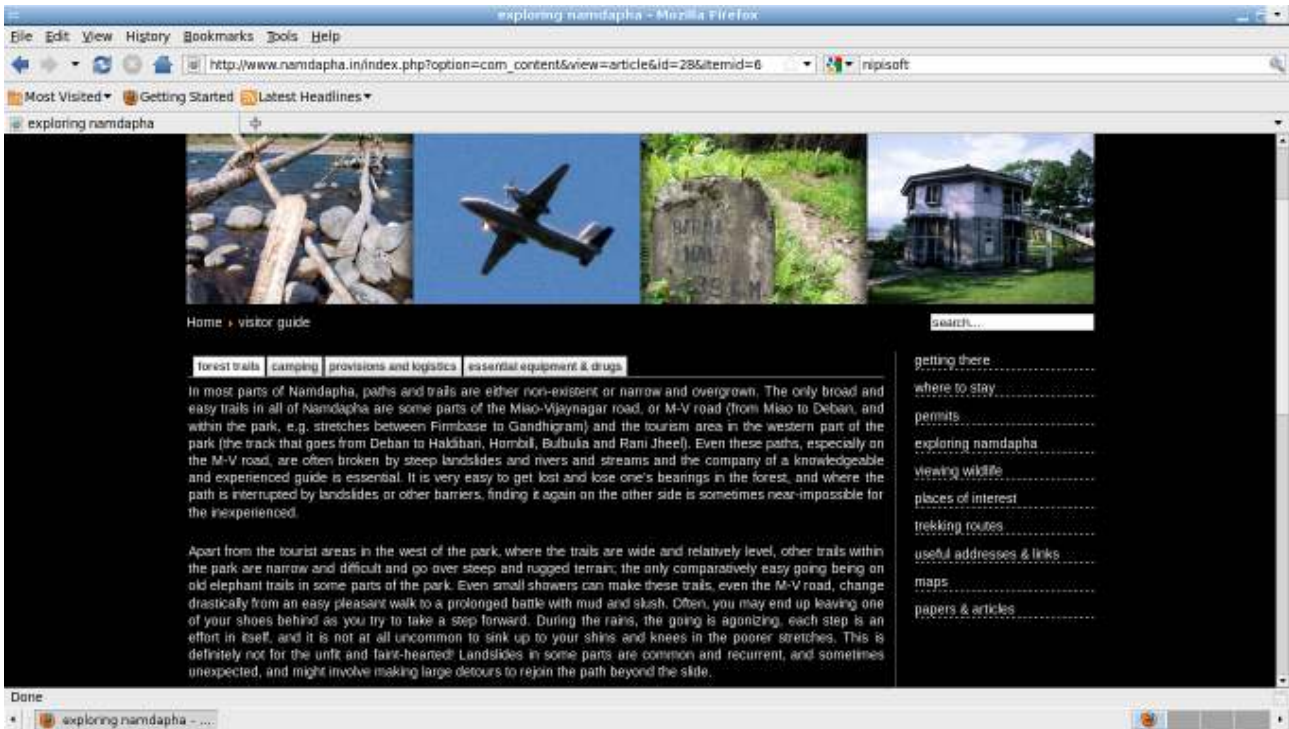 exploring namdapha - Mozilla Firefox
File Edit View History Bookmarks Tools Help
http://www.namdapha.in/index.php?option=com_content&view=article&id=28&itemid=6
nipisoft
Most Visited Getting Started Latest Headlines
exploring namdapha
Home visitor guide
search...
forest trails camping provisions and logistics essential equipment & drugs
In most parts of Namdapha, paths and trails are either non-existent or narrow and overgrown. The only broad and
easy trails in all of Namdapha are some parts of the Miao-Vijaynagar road, or M-V road (from Miao to Deban, and
within the park, e.g. stretches between Firmbase to Gandhigram) and the tourism area in the western part of the
park (the track that goes from Deban to Haldibari, Hornbill, Bulbulia and Rani Jheel). Even these paths, especially on
the M-V road, are often broken by steep landslides and rivers and streams and the company of a knowledgeable
and experienced guide is essential. It is very easy to get lost and lose one's bearings in the forest, and where the
path is interrupted by landslides or other barriers, finding it again on the other side is sometimes near-impossible for
the inexperienced.
Apart from the tourist areas in the west of the park, where the trails are wide and relatively level, other trails within
the park are narrow and difficult and go over steep and rugged terrain; the only comparatively easy going being on
old elephant trails in some parts of the park. Even small showers can make these trails, even the M-V road, change
drastically from an easy pleasant walk to a prolonged battle with mud and slush. Often, you may end up leaving one
of your shoes behind as you try to take a step forward. During the rains, the going is agonizing, each step is an
effort in itself, and it is not at all uncommon to sink up to your shins and knees in the poorer stretches. This is
definitely not for the unfit and faint-hearted! Landslides in some parts are common and recurrent, and sometimes
unexpected, and might involve making large detours to rejoin the path beyond the slide.
getting there
where to stay
permits
exploring namdapha
viewing wildlife
places of interest
trekking routes
useful addresses & links
maps
papers & articles
Done
exploring namdapha - ....